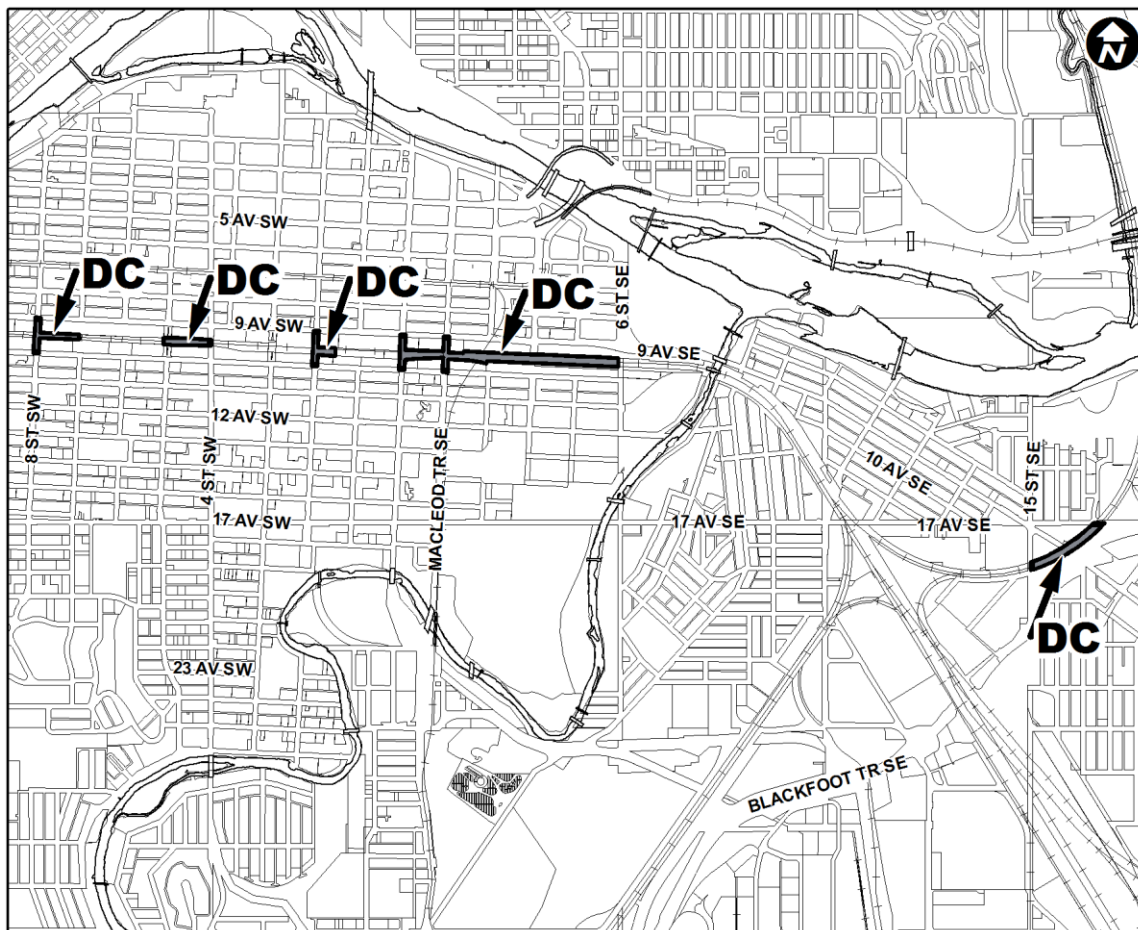 N
5 AV SW
DC
DC
DC
DC
6 ST SE
9 AV SW
9 AV SE
8 ST SW
12 AV SW
4 ST SW
MACLEOD TR SE
10 AV SE
15 ST SE
17 AV SW
17 AV SE
17 AV SE
DC
23 AV SW
BLACKFOOT TR SE